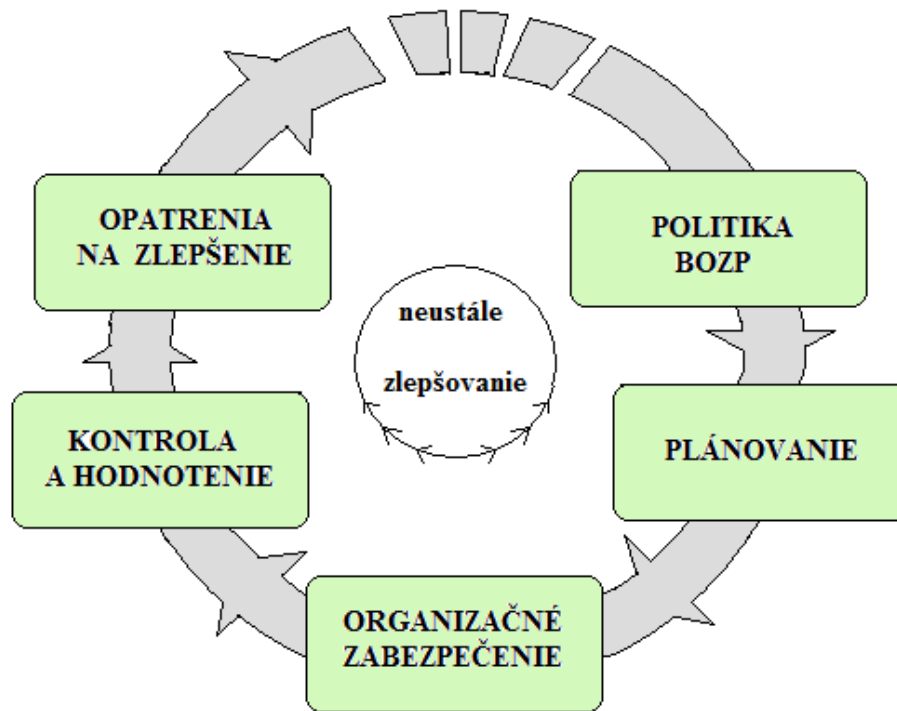 OPATRENIA
NA ZLEPŠENIE
POLITIKA
BOZP
neustále
zlepšovanie
KONTROLA
A HODNOTENIE
PLÁNOVANIE
ORGANIZAČNÉ
ZABEZPEČENIE